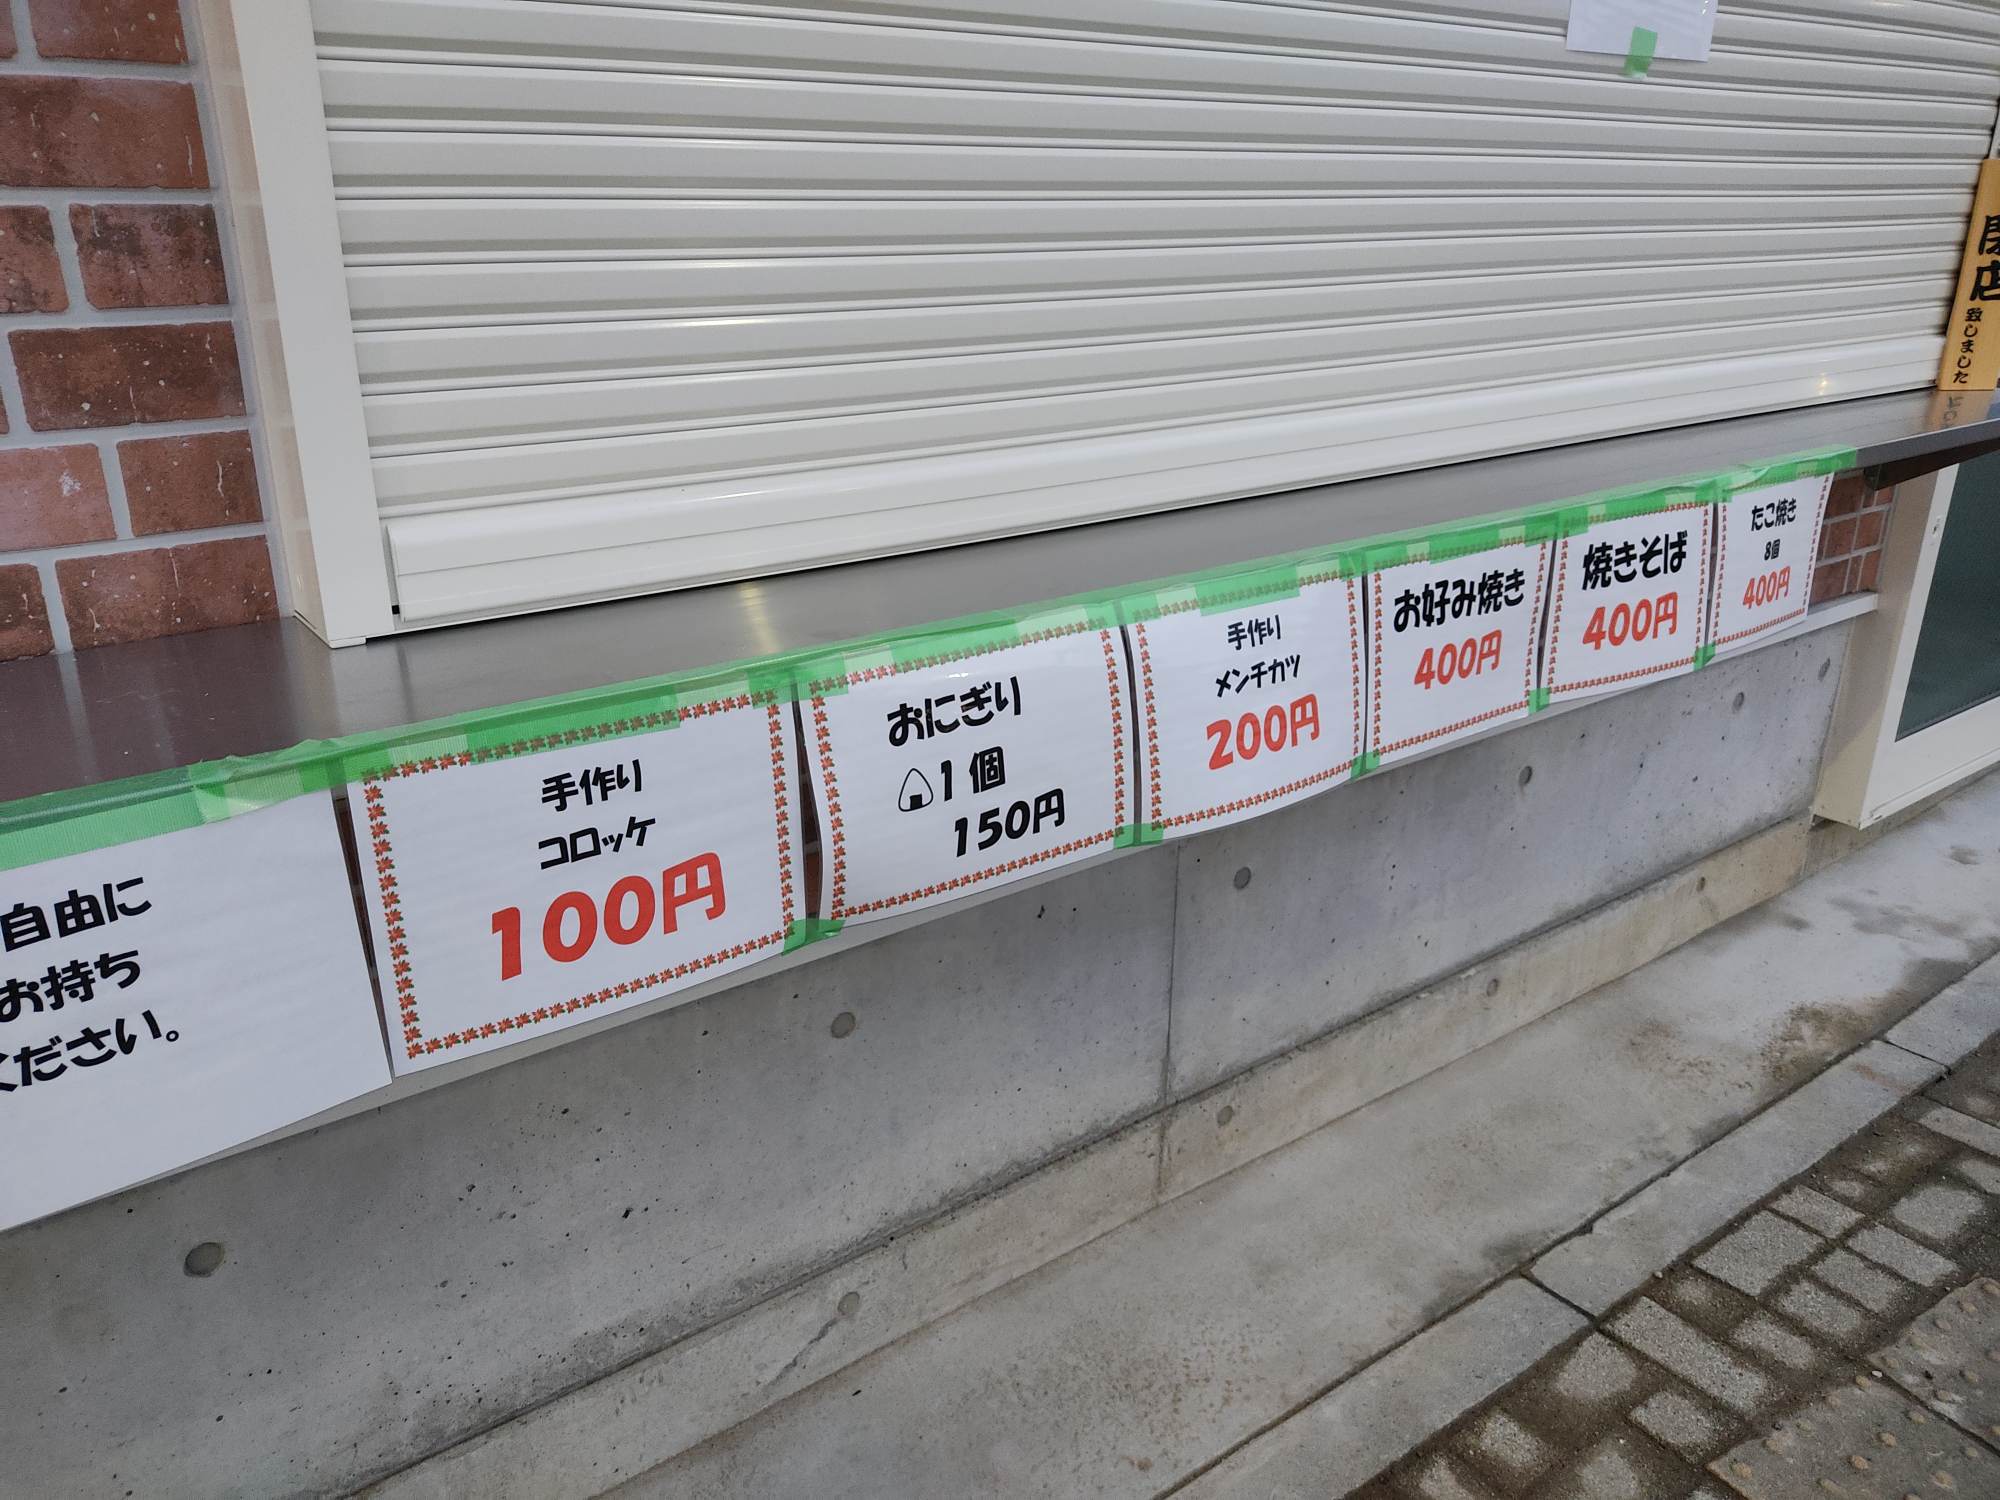 自由に
お持ち
ください。
手作り
コロッケ
100円
おにぎり
1個
150円
手作り
メンチカツ
200円
お好み焼き
400円
焼きそば
400円
たこ焼き
8個
400円
閉店
致しました